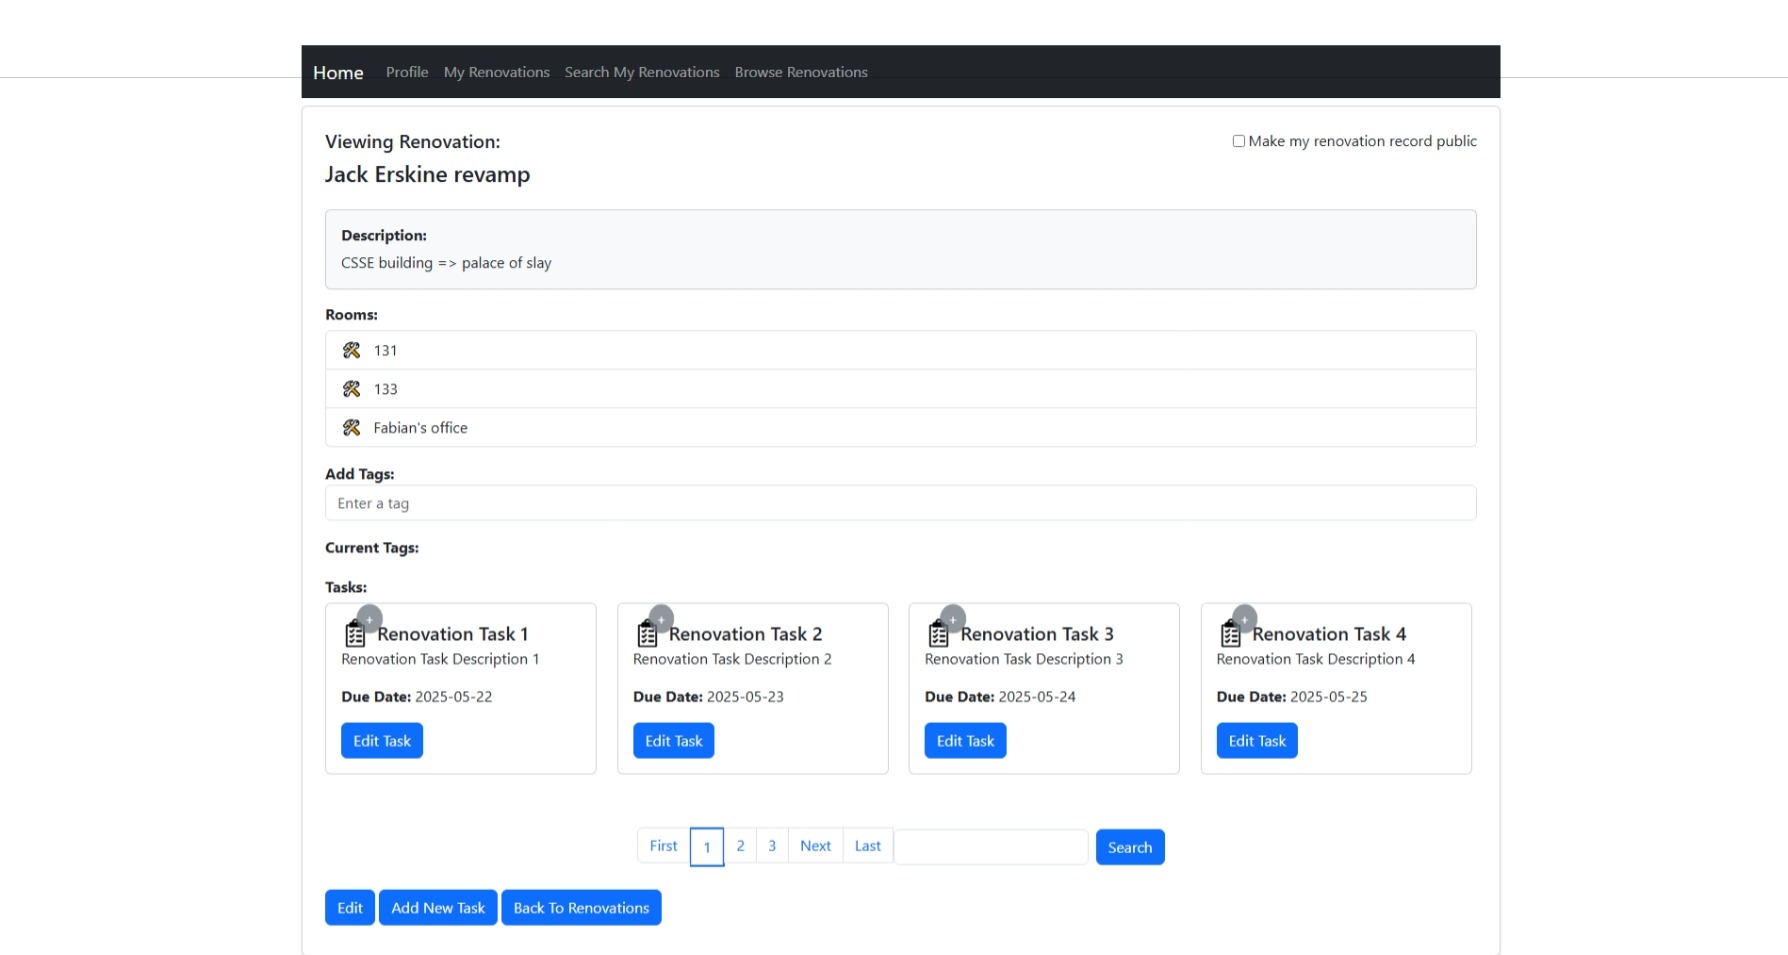 Home Profile My Renovations Search My Renovations Browse Renovations
Viewing Renovation:
Make my renovation record public
Jack Erskine revamp
Description:
CSSE building => palace of slay
Rooms:
131
133
Fabian's office
Add Tags:
Enter a tag
Current Tags:
Tasks:
+ + + +
Renovation Task 1 Renovation Task 2 Renovation Task 3 Renovation Task 4
Renovation Task Description 1 Renovation Task Description 2 Renovation Task Description 3 Renovation Task Description 4
Due Date: 2025-05-22 Due Date: 2025-05-23 Due Date: 2025-05-24 Due Date: 2025-05-25
Edit Task Edit Task Edit Task Edit Task
First 1 2 3 Next Last Search
Edit Add New Task Back To Renovations